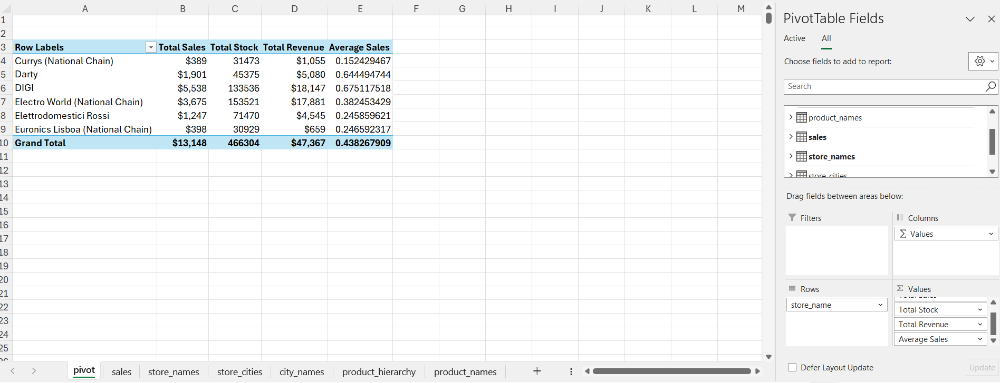 A B C D E F G H I J K L M
1
2
3 Row Labels Total Sales Total Stock Total Revenue Average Sales
4 Currys (National Chain) $389 31473 $1,055 0.152429467
5 Darty $1,901 45375 $5,080 0.644494744
6 DIGI $5,538 133536 $18,147 0.675117518
7 Electro World (National Chain) $3,675 153521 $17,881 0.382453429
8 Elettrodomestici Rossi $1,247 71470 $4,545 0.245859621
9 Euronics Lisboa (National Chain) $398 30929 $659 0.246592317
10 Grand Total $13,148 466304 $47,367 0.438267909
11
12
13
14
15
16
17
18
19
20
21
22
23
24
25
26
pivot sales store_names store_cities city_names product_hierarchy product_names
PivotTable Fields
Active All
Choose fields to add to report:
Search
product_names
sales
store_names
store_cities
Drag fields between areas below:
Filters
Columns
Σ Values
Rows
store_name
Σ Values
Total Sales
Total Stock
Total Revenue
Average Sales
Defer Layout Update
Update